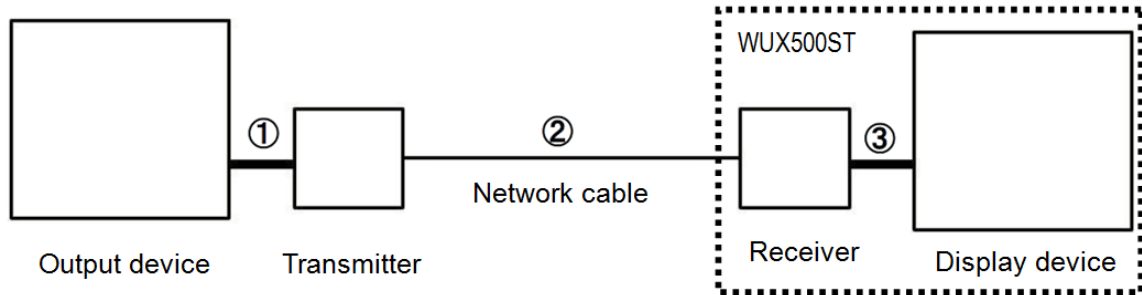 WUX500ST
① ② ③
Network cable
Output device Transmitter Receiver Display device